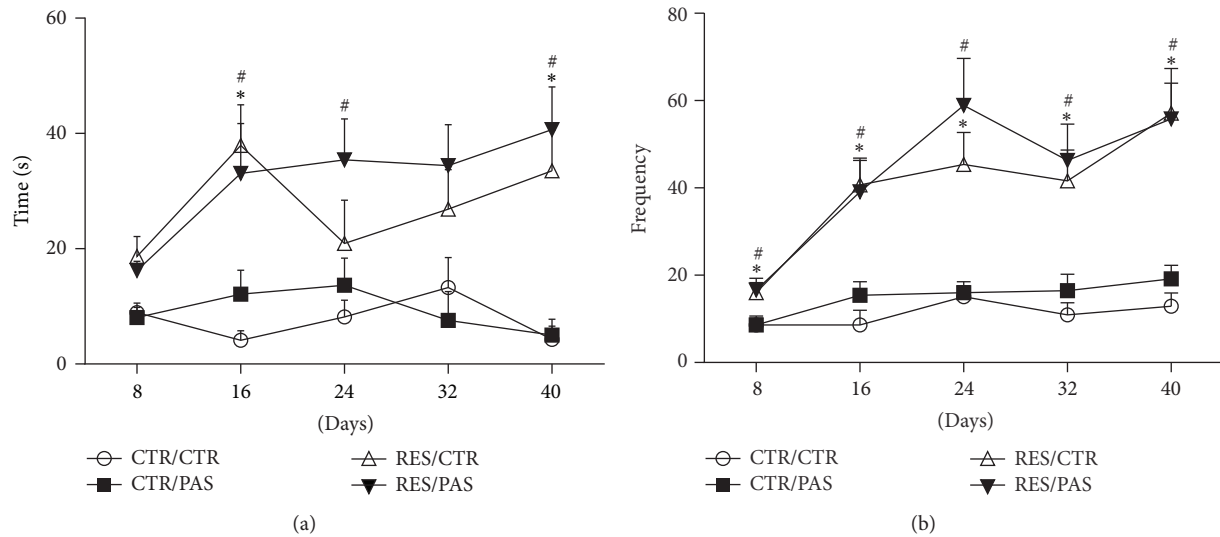 60
40
20
0
Time (s)
#
*
#
#
*
8
16
24
32
40
(Days)
CTR/CTR
CTR/PAS
RES/CTR
RES/PAS
(a)
80
60
40
20
0
Frequency
#
*
#
*
#
*
#
*
#
*
8
16
24
32
40
(Days)
CTR/CTR
CTR/PAS
RES/CTR
RES/PAS
(b)